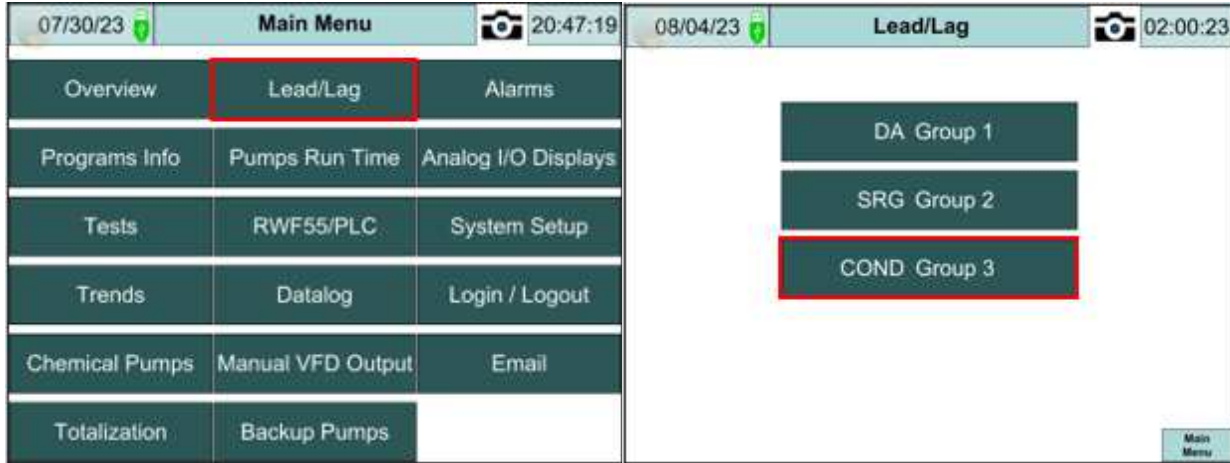 07/30/23 Main Menu 20:47:19
Overview Lead/Lag Alarms
Programs Info Pumps Run Time Analog I/O Displays
Tests RWF55/PLC System Setup
Trends Datalog Login / Logout
Chemical Pumps Manual VFD Output Email
Totalization Backup Pumps
08/04/23 Lead/Lag 02:00:23
DA Group 1
SRG Group 2
COND Group 3
Main
Menu